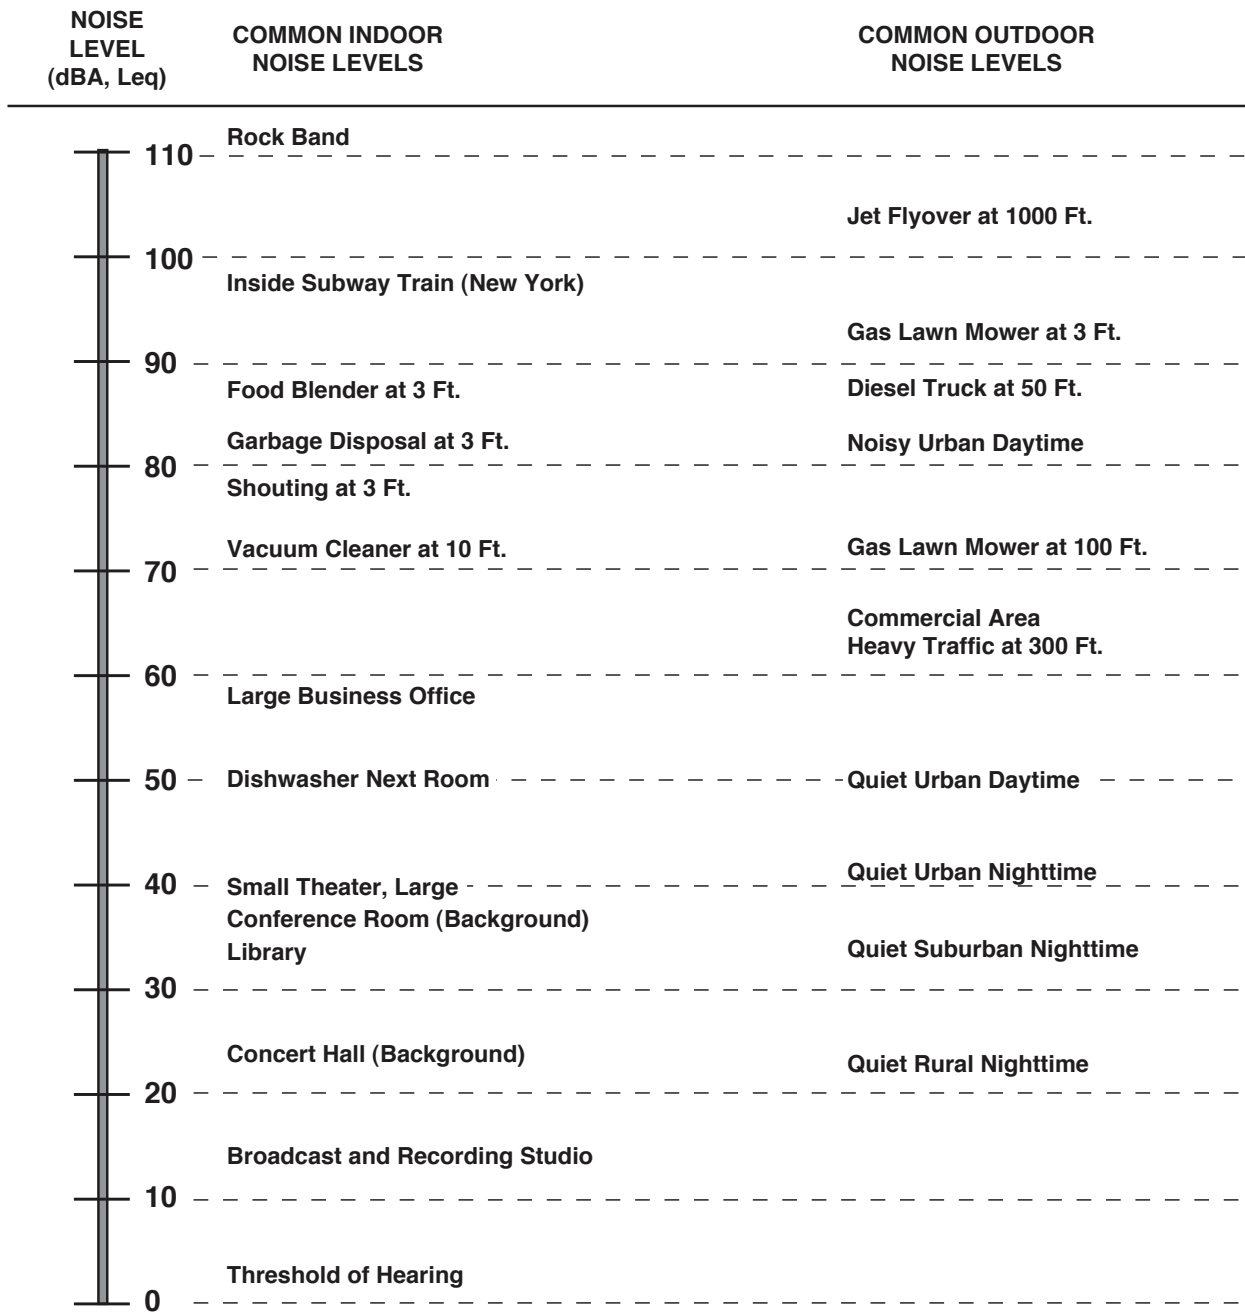 NOISE
LEVEL
(dBA, Leq)
COMMON INDOOR
NOISE LEVELS
COMMON OUTDOOR
NOISE LEVELS
Rock Band
110
Jet Flyover at 1000 Ft.
100
Inside Subway Train (New York)
Gas Lawn Mower at 3 Ft.
90
Food Blender at 3 Ft.
Diesel Truck at 50 Ft.
Garbage Disposal at 3 Ft.
Noisy Urban Daytime
80
Shouting at 3 Ft.
Vacuum Cleaner at 10 Ft.
Gas Lawn Mower at 100 Ft.
70
Commercial Area
Heavy Traffic at 300 Ft.
60
Large Business Office
50
Dishwasher Next Room
Quiet Urban Daytime
Quiet Urban Nighttime
40
Small Theater, Large
Conference Room (Background)
Library
Quiet Suburban Nighttime
30
Concert Hall (Background)
Quiet Rural Nighttime
20
Broadcast and Recording Studio
10
Threshold of Hearing
0